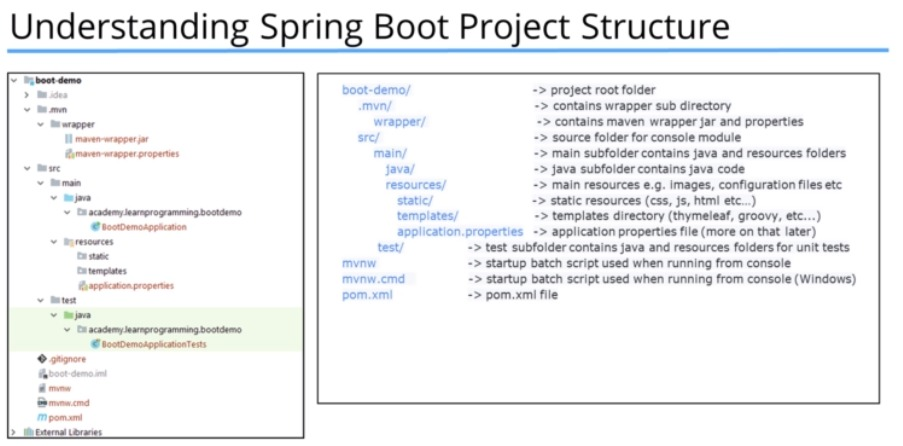 Understanding Spring Boot Project Structure
boot-demo
.idea
.mvn
wrapper
maven-wrapper.jar
maven-wrapper.properties
src
main
java
academy.learnprogramming.bootdemo
BootDemoApplication
resources
static
templates
application.properties
test
java
academy.learnprogramming.bootdemo
BootDemoApplicationTests
.gitignore
boot-demo.iml
mvnw
mvnw.cmd
pom.xml
External Libraries
boot-demo/ -> project root folder
.mvn/ -> contains wrapper sub directory
wrapper/ -> contains maven wrapper jar and properties
src/ -> source folder for console module
main/ -> main subfolder contains java and resources folders
java/ -> java subfolder contains java code
resources/ -> main resources e.g. images, configuration files etc
static/ -> static resources (css, js, html etc...)
templates/ -> templates directory (thymeleaf, groovy, etc...)
application.properties -> application properties file (more on that later)
test/ -> test subfolder contains java and resources folders for unit tests
mvnw -> startup batch script used when running from console
mvnw.cmd -> startup batch script used when running from console (Windows)
pom.xml -> pom.xml file